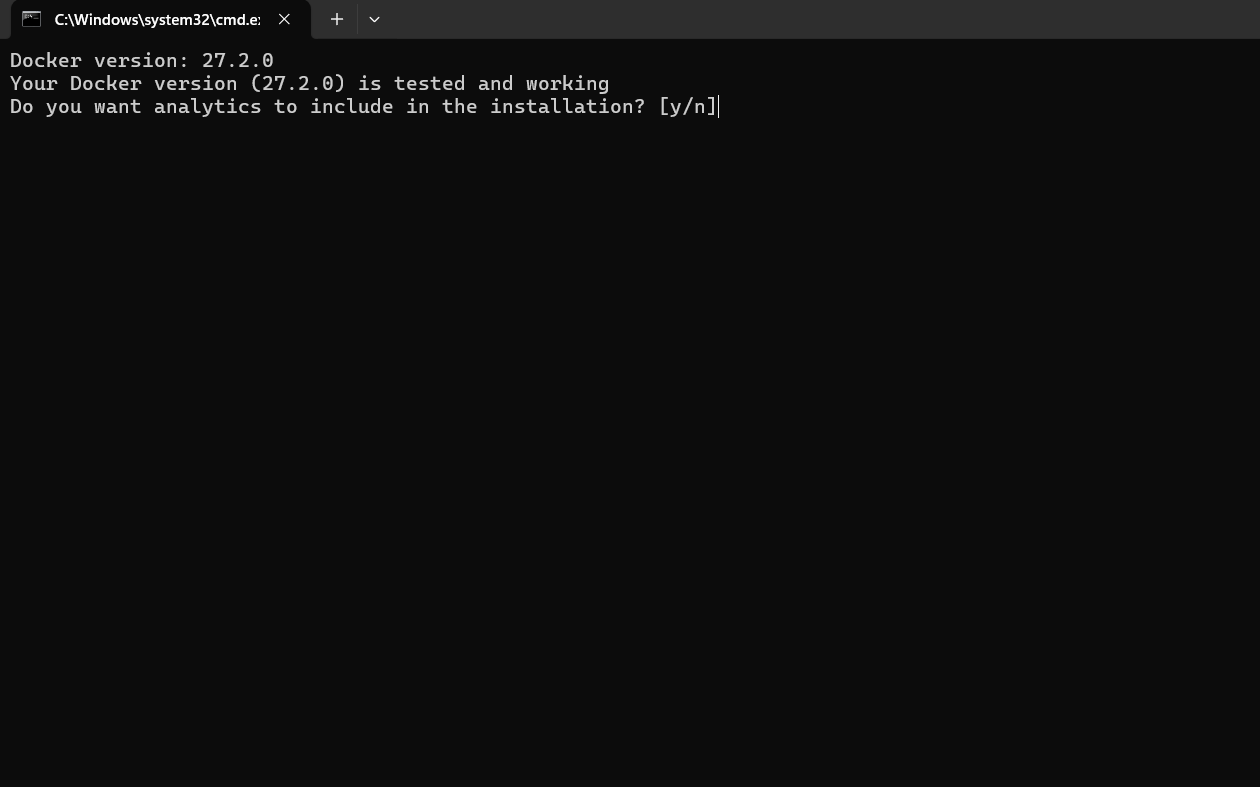 C:\Windows\system32\cmd.e
Docker version: 27.2.0
Your Docker version (27.2.0) is tested and working
Do you want analytics to include in the installation? [y/n]